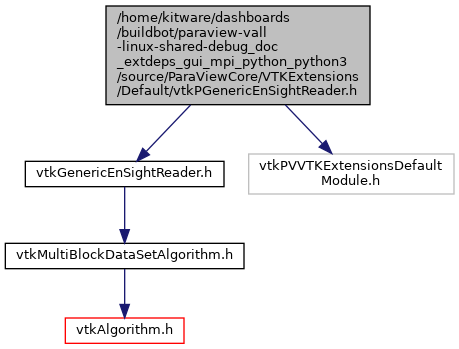 /home/kitware/dashboards
/buildbot/paraview-vall
-linux-shared-debug_doc
_extdeps_gui_mpi_python_python3
/source/ParaViewCore/VTKExtensions
/Default/vtkPGenericEnSightReader.h
vtkGenericEnSightReader.h
vtkPVVTKExtensionsDefault
Module.h
vtkMultiBlockDataSetAlgorithm.h
vtkAlgorithm.h